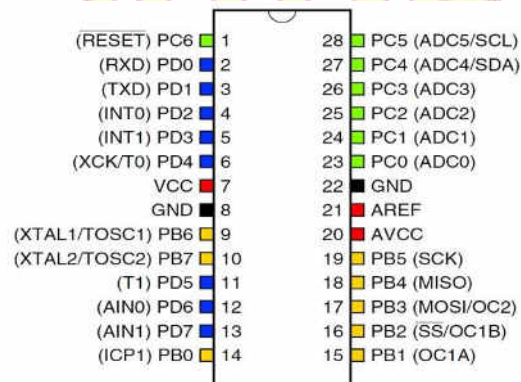 (RESET) PC6 1 28 PC5 (ADC5/SCL)
(RXD) PD0 2 27 PC4 (ADC4/SDA)
(TXD) PD1 3 26 PC3 (ADC3)
(INT0) PD2 4 25 PC2 (ADC2)
(INT1) PD3 5 24 PC1 (ADC1)
(XCK/T0) PD4 6 23 PC0 (ADC0)
VCC 7 22 GND
GND 8 21 AREF
(XTAL1/TOSC1) PB6 9 20 AVCC
(XTAL2/TOSC2) PB7 10 19 PB5 (SCK)
(T1) PD5 11 18 PB4 (MISO)
(AIN0) PD6 12 17 PB3 (MOSI/OC2)
(AIN1) PD7 13 16 PB2 (SS/OC1B)
(ICP1) PB0 14 15 PB1 (OC1A)